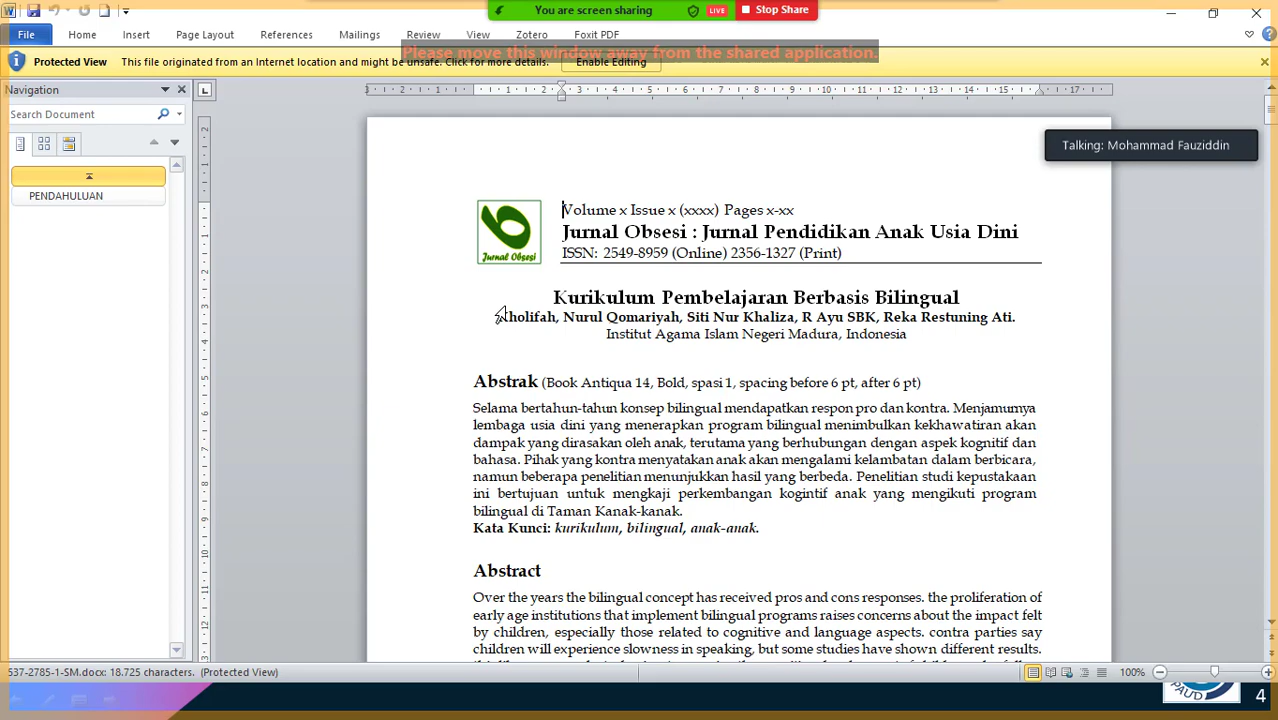 You are screen sharing LIVE Stop Share
File Home Insert Page Layout References Mailings Review View Zotero Foxit PDF
Please move this window away from the shared application.
Protected View This file originated from an Internet location and might be unsafe. Click for more details. Enable Editing
Navigation
Search Document
PENDAHULUAN
Talking: Mohammad Fauziddin
Jurnal Obsesi
Volume x Issue x (xxxx) Pages x-xx
Jurnal Obsesi : Jurnal Pendidikan Anak Usia Dini
ISSN: 2549-8959 (Online) 2356-1327 (Print)
Kurikulum Pembelajaran Berbasis Bilingual
Nurul Qomariyah, Siti Nur Khaliza, R Ayu SBK, Reka Restuning Ati.
Institut Agama Islam Negeri Madura, Indonesia
Abstrak (Book Antiqua 14, Bold, spasi 1, spacing before 6 pt, after 6 pt)
Selama bertahun-tahun konsep bilingual mendapatkan respon pro dan kontra. Menjamurnya
lembaga usia dini yang menerapkan program bilingual menimbulkan kekhawatiran akan
dampak yang dirasakan oleh anak, terutama yang berhubungan dengan aspek kognitif dan
bahasa. Pihak yang kontra menyatakan anak akan mengalami kelambatan dalam berbicara,
namun beberapa penelitian menunjukkan hasil yang berbeda. Penelitian studi kepustakaan
ini bertujuan untuk mengkaji perkembangan kogintif anak yang mengikuti program
bilingual di Taman Kanak-kanak.
Kata Kunci: kurikulum, bilingual, anak-anak.
Abstract
Over the years the bilingual concept has received pros and cons responses. the proliferation of
early age institutions that implement bilingual programs raises concerns about the impact felt
by children, especially those related to cognitive and language aspects. contra parties say
children will experience slowness in speaking, but some studies have shown different results.
537-2785-1-SM.docx: 18.725 characters. (Protected View)
100%
PAUD
4